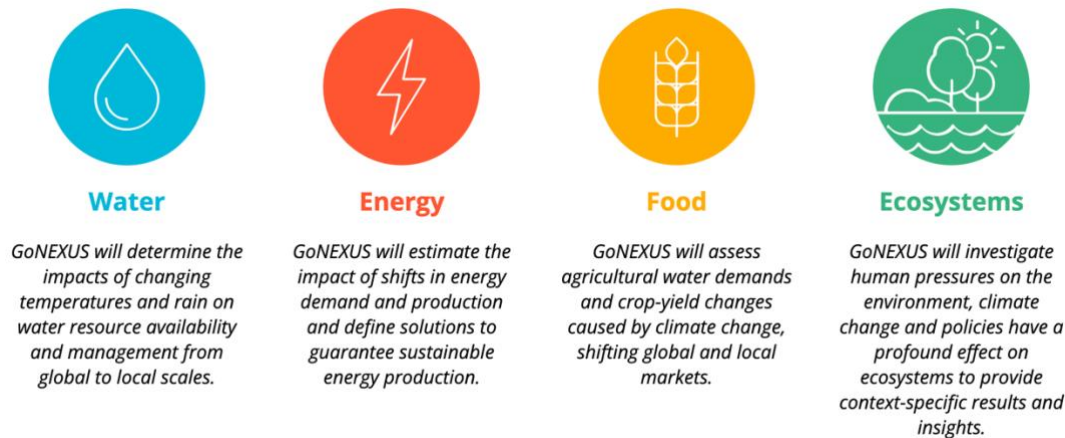 Water
GoNEXUS will determine the
impacts of changing
temperatures and rain on
water resource availability
and management from
global to local scales.
Energy
GoNEXUS will estimate the
impact of shifts in energy
demand and production
and define solutions to
guarantee sustainable
energy production.
Food
GoNEXUS will assess
agricultural water demands
and crop-yield changes
caused by climate change,
shifting global and local
markets.
Ecosystems
GoNEXUS will investigate
human pressures on the
environment, climate
change and policies have a
profound effect on
ecosystems to provide
context-specific results and
insights.